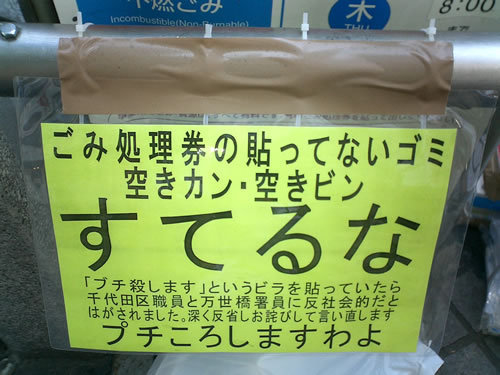 不燃ごみ
Incombustible(Non-Burnable)
木
THU
8:00
ごみ処理券の貼ってないゴミ
空きカン・空きビン
すてるな
「ブチ殺します」というビラを貼っていたら
千代田区職員と万世橋署員に反社会的だと
はがされました。深く反省しお詫びして言い直します
プチころしますわよ